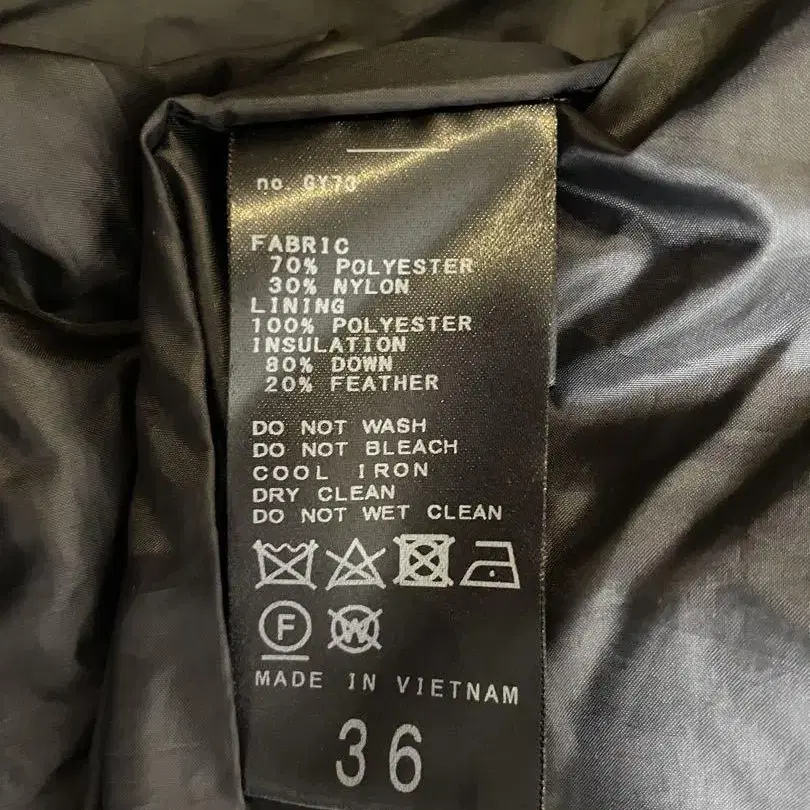 no. GY70
FABRIC
70% POLYESTER
30% NYLON
LINING
100% POLYESTER
INSULATION
80% DOWN
20% FEATHER
DO NOT WASH
DO NOT BLEACH
COOL IRON
DRY CLEAN
DO NOT WET CLEAN
F W
MADE IN VIETNAM
36